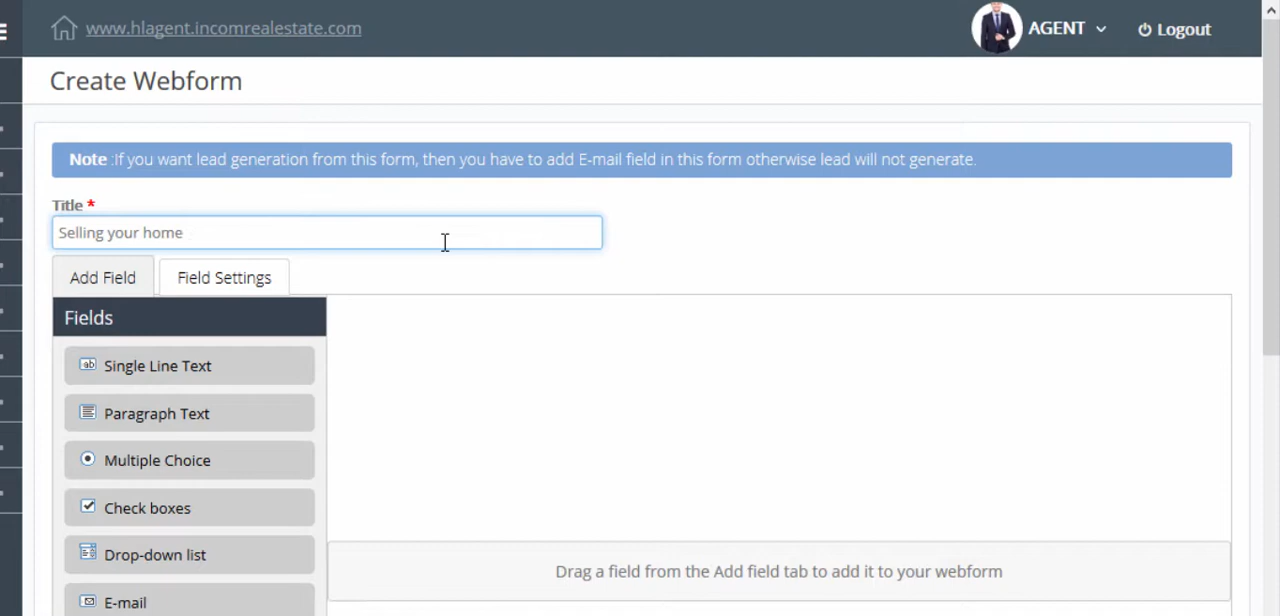 www.hlagent.incomrealestate.com
AGENT
Logout
Create Webform
Note :If you want lead generation from this form, then you have to add E-mail field in this form otherwise lead will not generate.
Title *
Selling your home
Add Field
Field Settings
Fields
Single Line Text
Paragraph Text
Multiple Choice
Check boxes
Drop-down list
E-mail
Drag a field from the Add field tab to add it to your webform